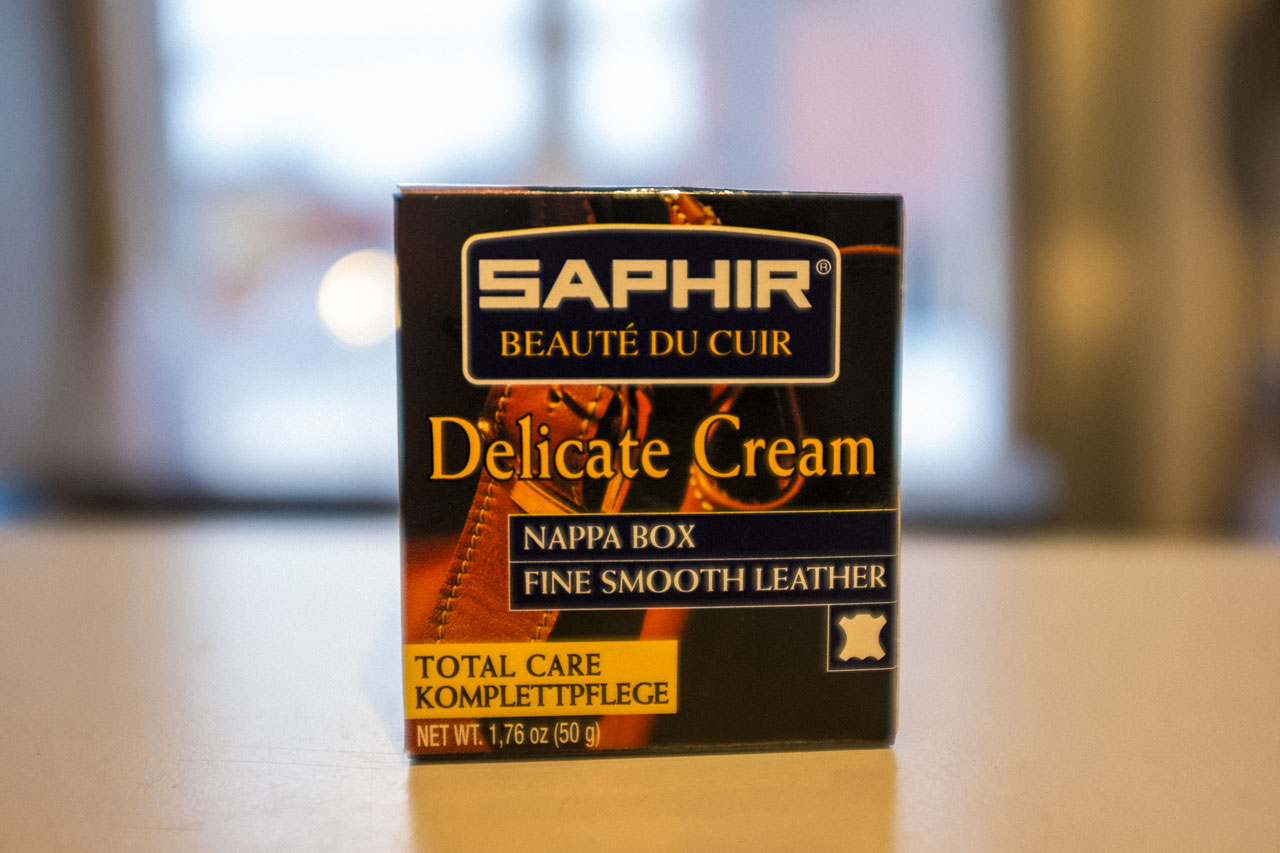 SAPHIR®
BEAUTÉ DU CUIR
Delicate Cream
NAPPA BOX
FINE SMOOTH LEATHER
TOTAL CARE
KOMPLETTPFLEGE
NET WT. 1,76 oz (50 g)